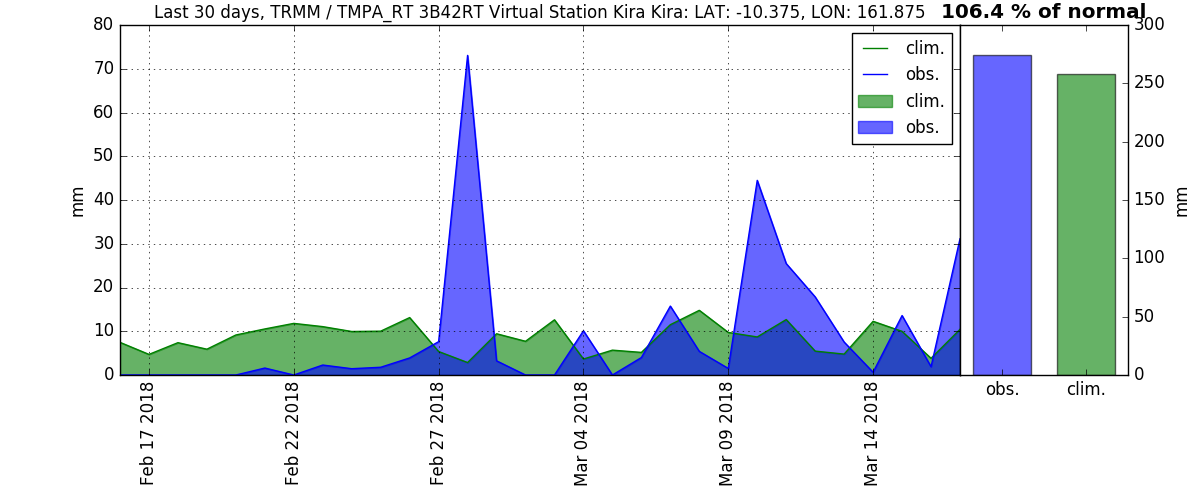 Last 30 days, TRMM / TMPA_RT 3B42RT Virtual Station Kira Kira: LAT: -10.375, LON: 161.875 106.4 % of normal
80
70
60
50
40
30
20
10
0
mm
clim.
obs.
clim.
obs.
Feb 17 2018
Feb 22 2018
Feb 27 2018
Mar 04 2018
Mar 09 2018
Mar 14 2018
300
250
200
150
100
50
0
mm
obs. clim.